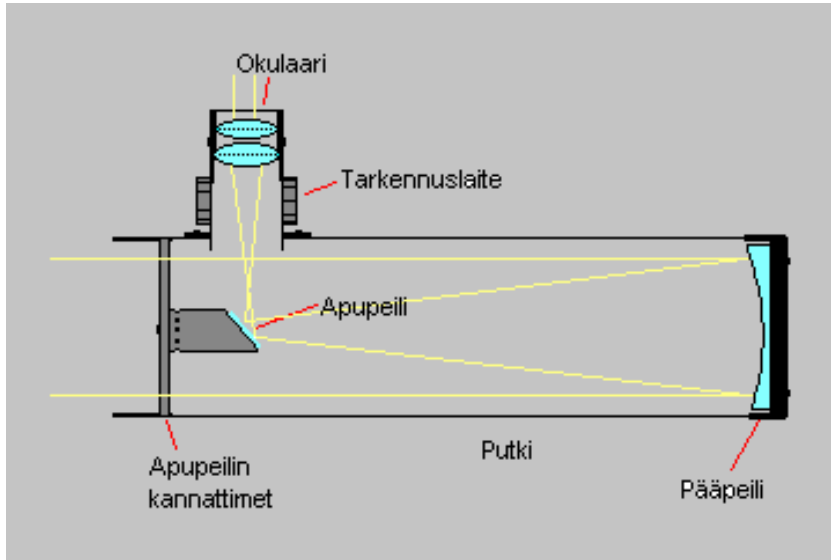 Okulaari
Tarkennuslaite
Apupeili
Apupeilin
kannattimet
Putki
Pääpeili